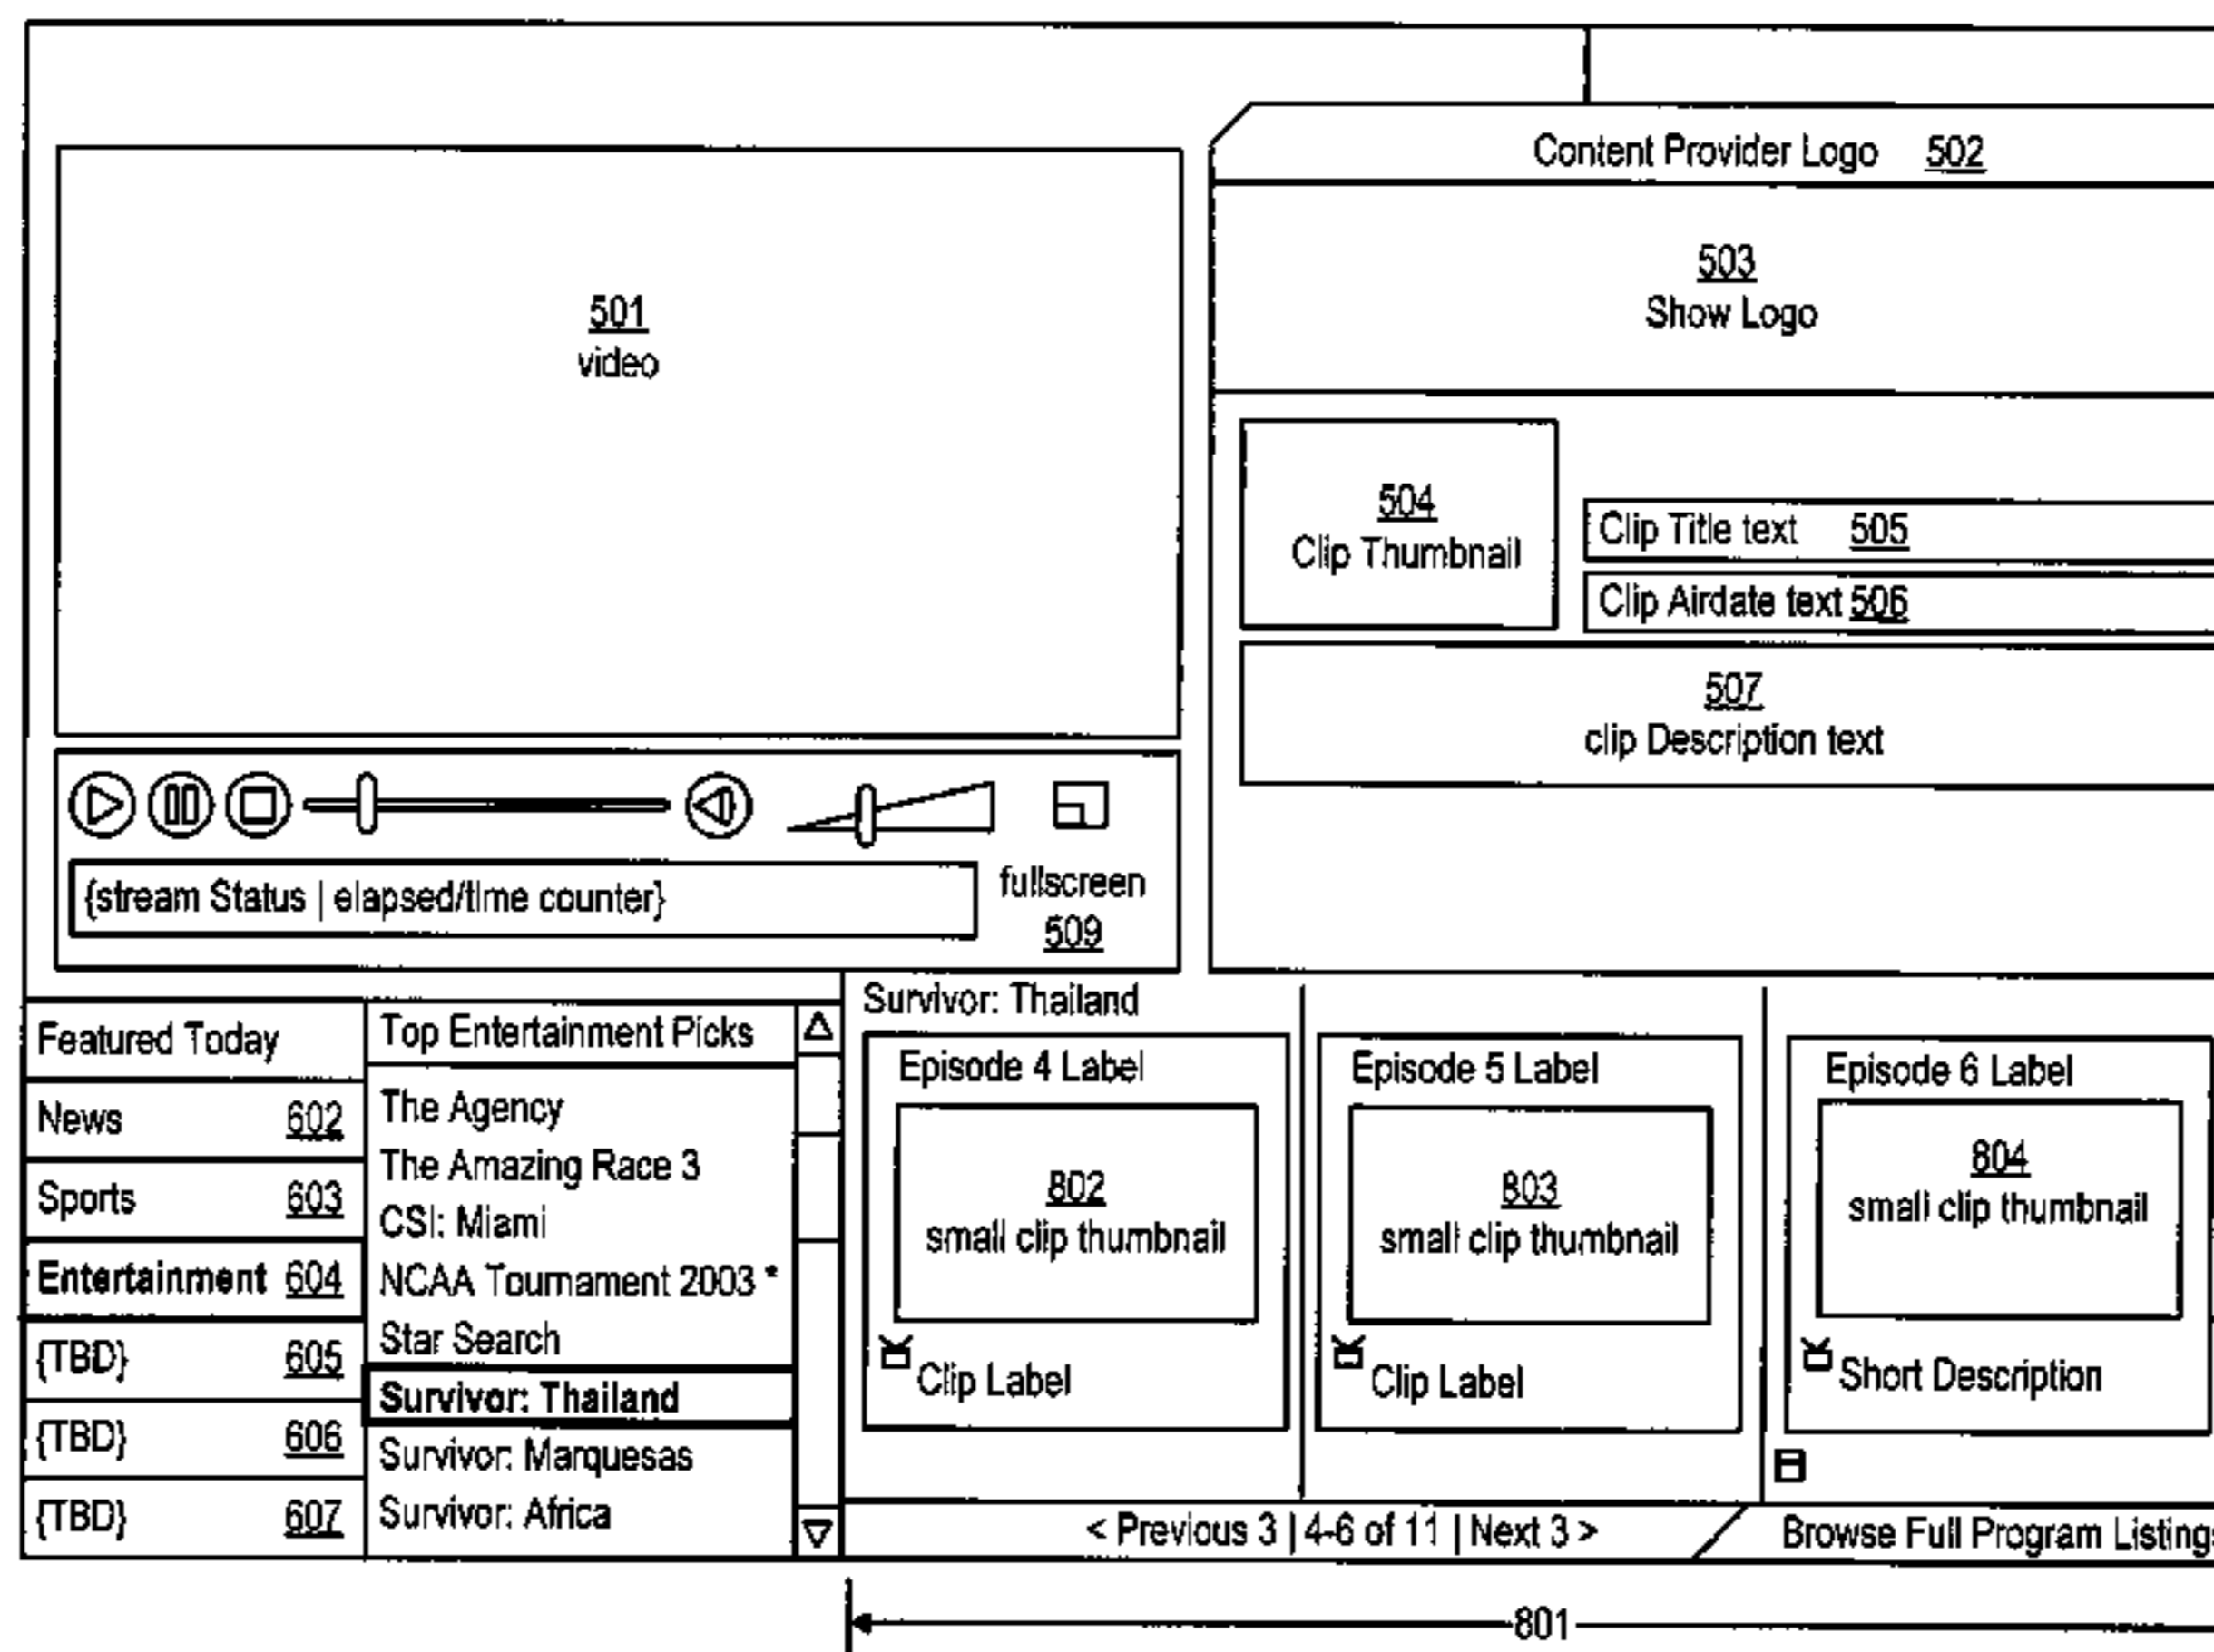 Content Provider Logo 502
503
Show Logo
501
video
504
Clip Thumbnail
Clip Title text 505
Clip Airdate text 506
507
clip Description text
{stream Status | elapsed/time counter}
fullscreen
509
Featured Today
News 602
Sports 603
Entertainment 604
{TBD} 605
{TBD} 606
{TBD} 607
Top Entertainment Picks
The Agency
The Amazing Race 3
CSI: Miami
NCAA Tournament 2003 *
Star Search
Survivor: Thailand
Survivor: Marquesas
Survivor: Africa
Survivor: Thailand
Episode 4 Label
802
small clip thumbnail
Clip Label
Episode 5 Label
803
small clip thumbnail
Clip Label
Episode 6 Label
804
small clip thumbnail
Short Description
< Previous 3 | 4-6 of 11 | Next 3 >
Browse Full Program Listings
801